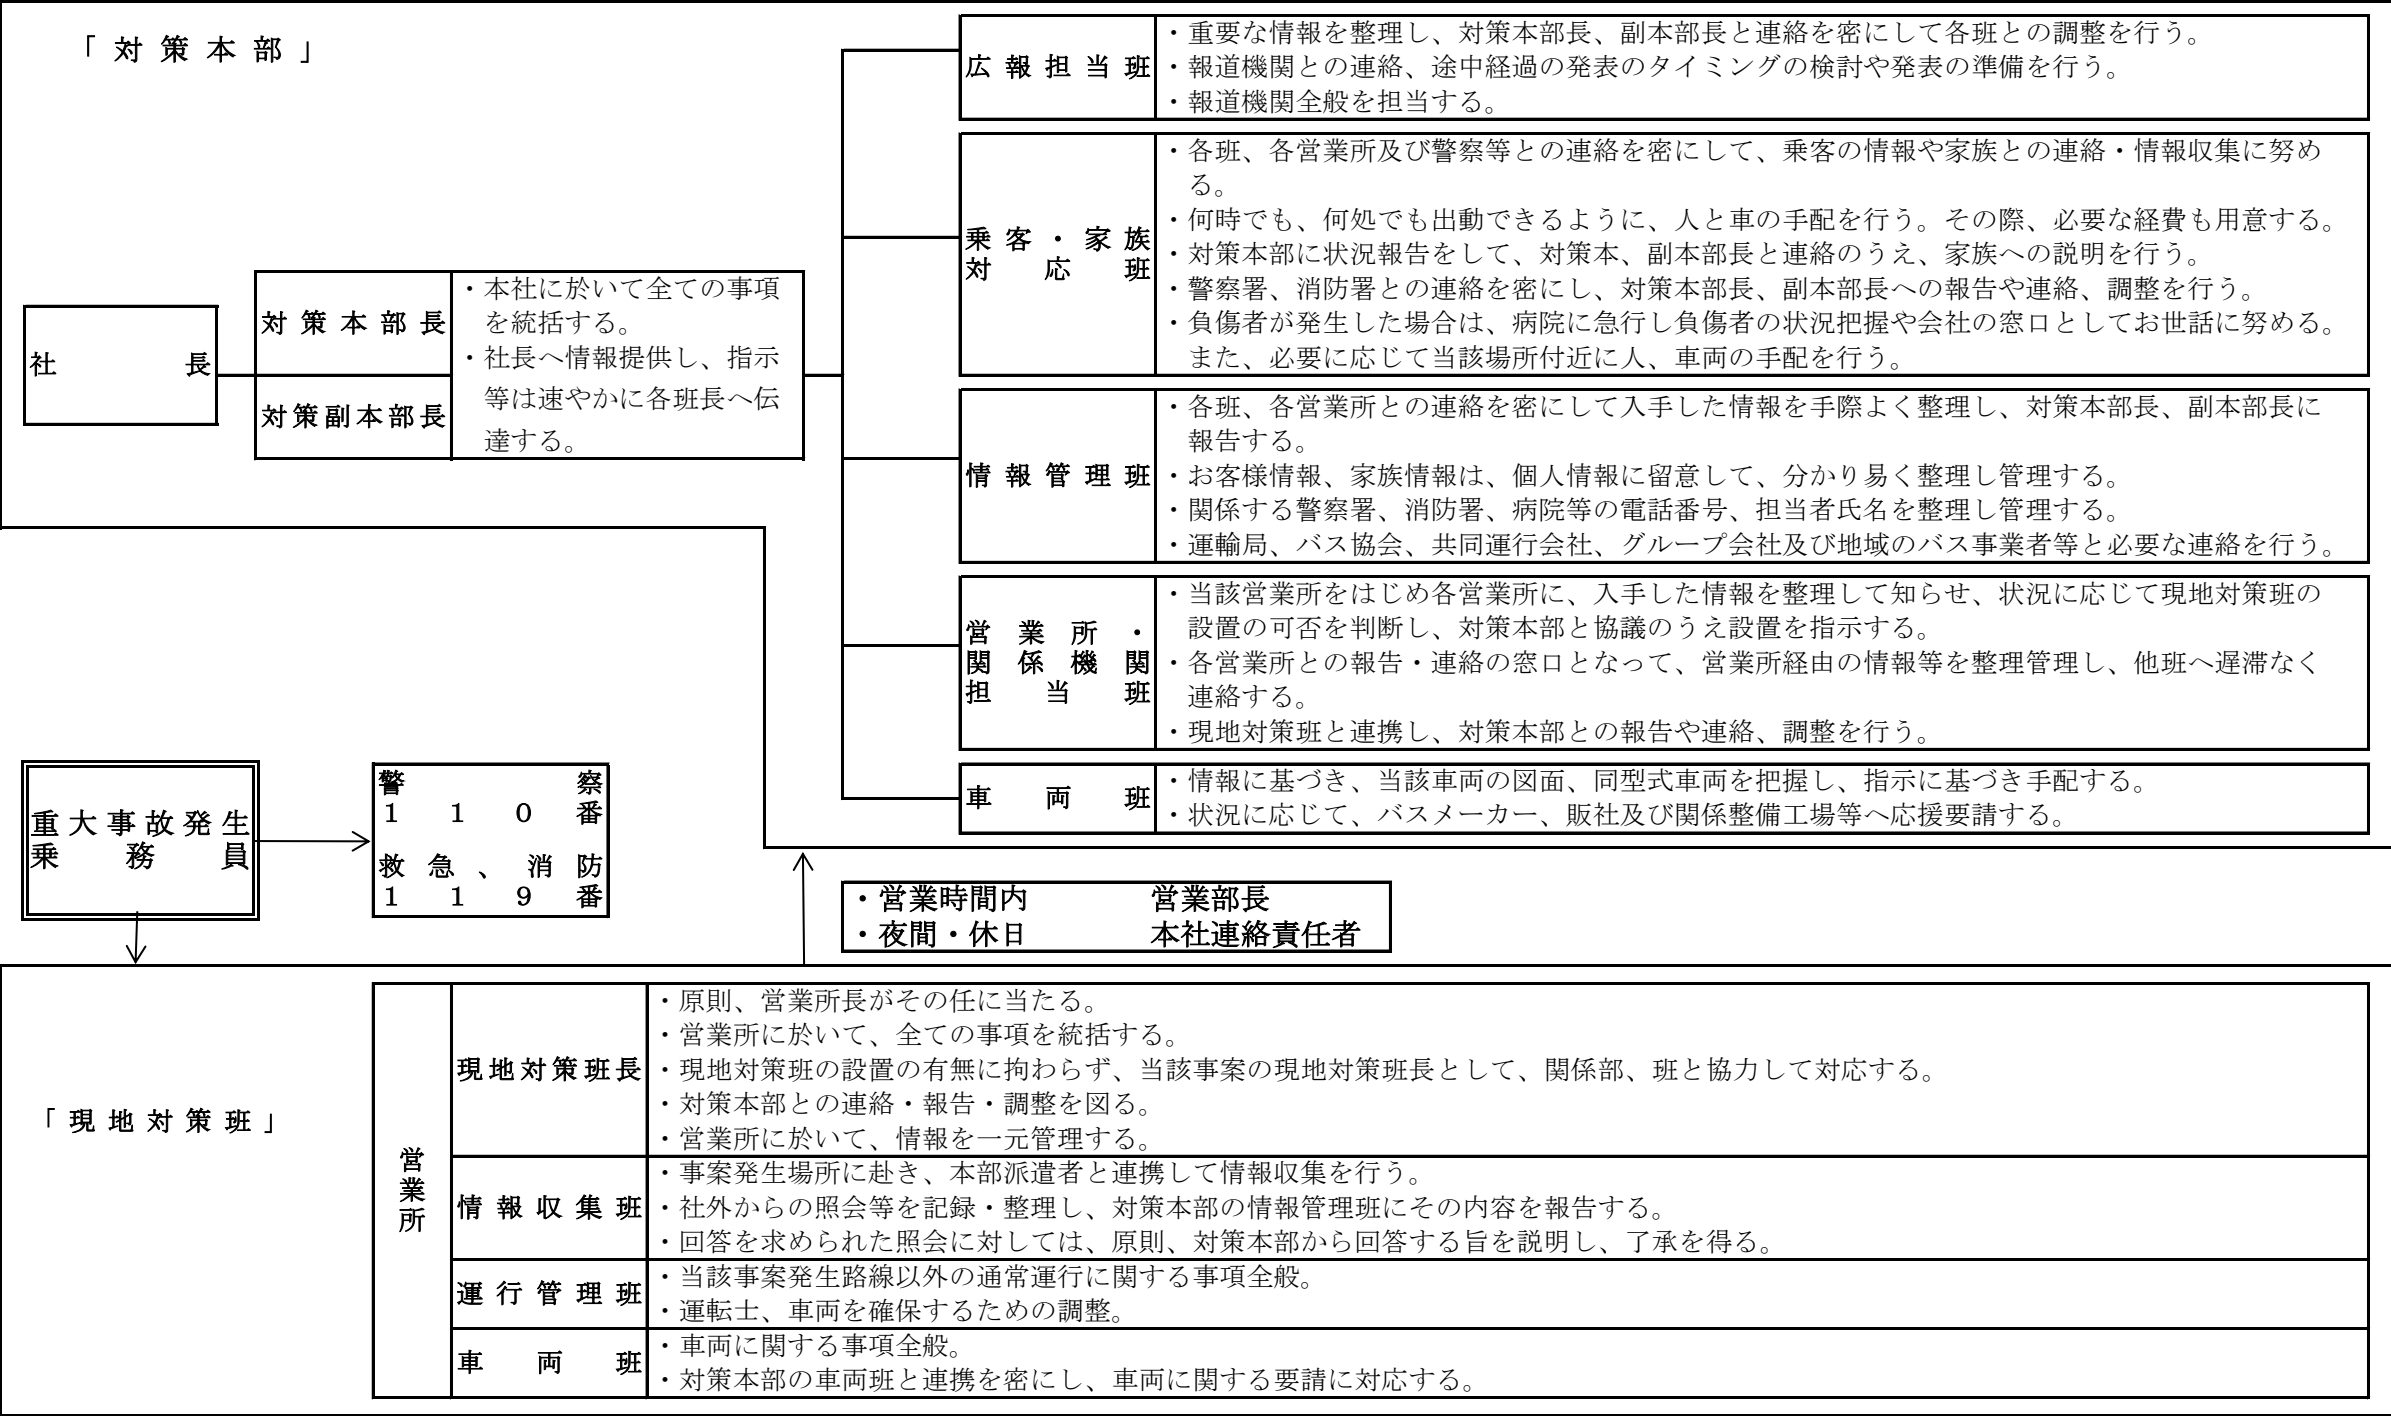 「対策本部」
広報担当班
・重要な情報を整理し、対策本部長、副本部長と連絡を密にして各班との調整を行う。
・報道機関との連絡、途中経過の発表のタイミングの検討や発表の準備を行う。
・報道機関全般を担当する。
乗客・家族
対応班
・各班、各営業所及び警察等との連絡を密にして、乗客の情報や家族との連絡・情報収集に努め
る。
・何時でも、何処でも出動できるように、人と車の手配を行う。その際、必要な経費も用意する。
・対策本部に状況報告をして、対策本、副本部長と連絡のうえ、家族への説明を行う。
・警察署、消防署との連絡を密にし、対策本部長、副本部長への報告や連絡、調整を行う。
・負傷者が発生した場合は、病院に急行し負傷者の状況把握や会社の窓口としてお世話に努める。
また、必要に応じて当該場所付近に人、車両の手配を行う。
社長
対策本部長
対策副本部長
・本社に於いて全ての事項
を統括する。
・社長へ情報提供し、指示
等は速やかに各班長へ伝
達する。
情報管理班
・各班、各営業所との連絡を密にして入手した情報を手際よく整理し、対策本部長、副本部長に
報告する。
・お客様情報、家族情報は、個人情報に留意して、分かり易く整理し管理する。
・関係する警察署、消防署、病院等の電話番号、担当者氏名を整理し管理する。
・運輸局、バス協会、共同運行会社、グループ会社及び地域のバス事業者等と必要な連絡を行う。
営業所・
関係機関
担当班
・当該営業所をはじめ各営業所に、入手した情報を整理して知らせ、状況に応じて現地対策班の
設置の可否を判断し、対策本部と協議のうえ設置を指示する。
・各営業所との報告・連絡の窓口となって、営業所経由の情報等を整理管理し、他班へ遅滞なく
連絡する。
・現地対策班と連携し、対策本部との報告や連絡、調整を行う。
車両班
・情報に基づき、当該車両の図面、同型式車両を把握し、指示に基づき手配する。
・状況に応じて、バスメーカー、販社及び関係整備工場等へ応援要請する。
重大事故発生
乗務員
警察
110番
救急、消防
119番
・営業時間内 営業部長
・夜間・休日 本社連絡責任者
「現地対策班」
営業所
現地対策班長
・原則、営業所長がその任に当たる。
・営業所に於いて、全ての事項を統括する。
・現地対策班の設置の有無に拘わらず、当該事案の現地対策班長として、関係部、班と協力して対応する。
・対策本部との連絡・報告・調整を図る。
・営業所に於いて、情報を一元管理する。
情報収集班
・事案発生場所に赴き、本部派遣者と連携して情報収集を行う。
・社外からの照会等を記録・整理し、対策本部の情報管理班にその内容を報告する。
・回答を求められた照会に対しては、原則、対策本部から回答する旨を説明し、了承を得る。
運行管理班
・当該事案発生路線以外の通常運行に関する事項全般。
・運転士、車両を確保するための調整。
車両班
・車両に関する事項全般。
・対策本部の車両班と連携を密にし、車両に関する要請に対応する。